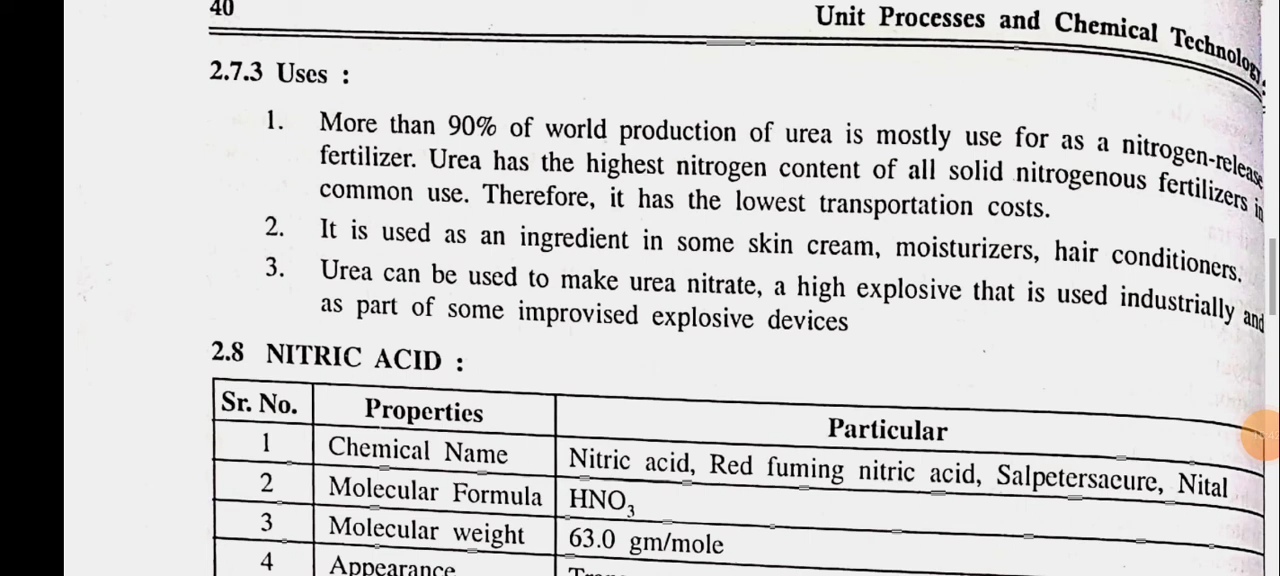 40
Unit Processes and Chemical Technology
2.7.3 Uses :
1. More than 90% of world production of urea is mostly use for as a nitrogen-release
fertilizer. Urea has the highest nitrogen content of all solid nitrogenous fertilizers in
common use. Therefore, it has the lowest transportation costs.
2. It is used as an ingredient in some skin cream, moisturizers, hair conditioners.
3. Urea can be used to make urea nitrate, a high explosive that is used industrially and
as part of some improvised explosive devices
2.8 NITRIC ACID :
Sr. No. Properties Particular
1 Chemical Name Nitric acid, Red fuming nitric acid, Salpetersaeure, Nital
2 Molecular Formula HNO₃
3 Molecular weight 63.0 gm/mole
4 Appearance